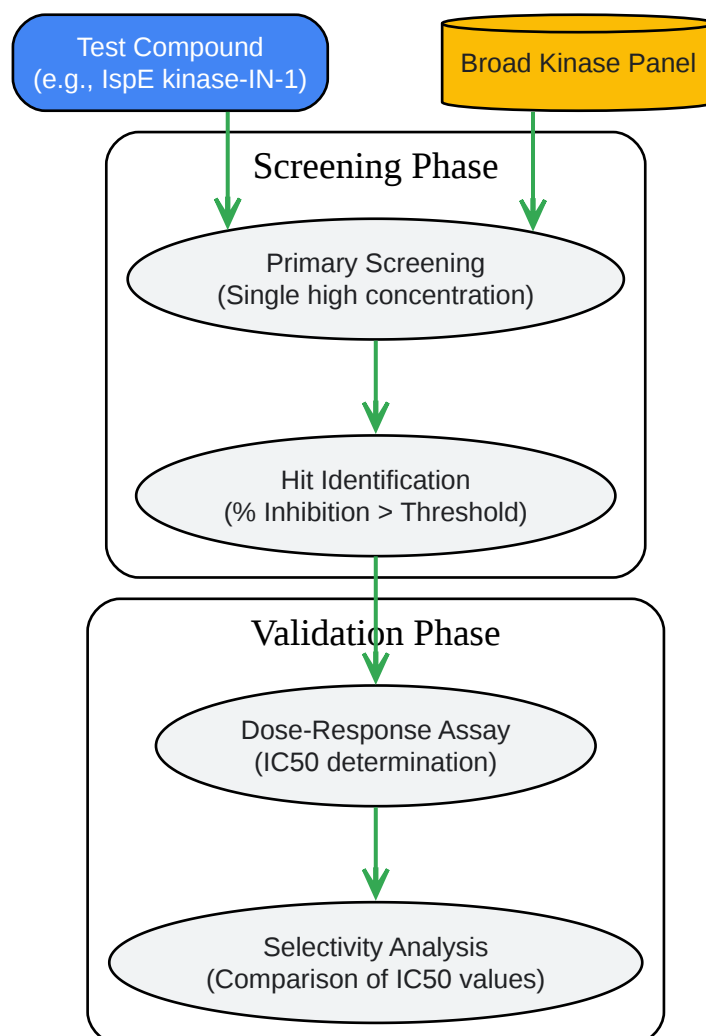 Test Compound
(e.g., IspE kinase-IN-1)
Broad Kinase Panel
Screening Phase
Primary Screening
(Single high concentration)
Hit Identification
(% Inhibition > Threshold)
Validation Phase
Dose-Response Assay
(IC50 determination)
Selectivity Analysis
(Comparison of IC50 values)